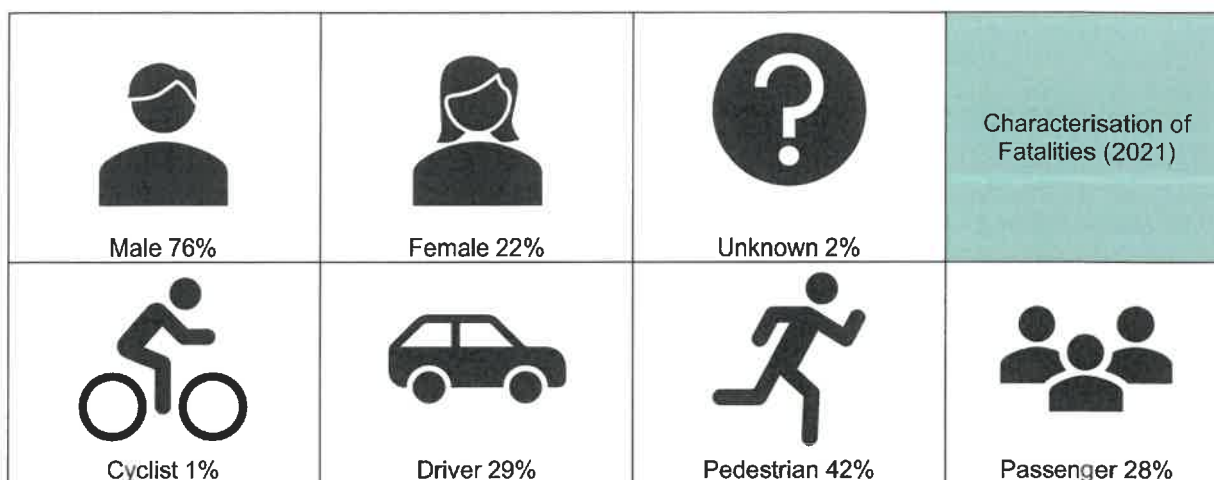 Characterisation of
Fatalities (2021)
Male 76%
Female 22%
Unknown 2%
Cyclist 1%
Driver 29%
Pedestrian 42%
Passenger 28%